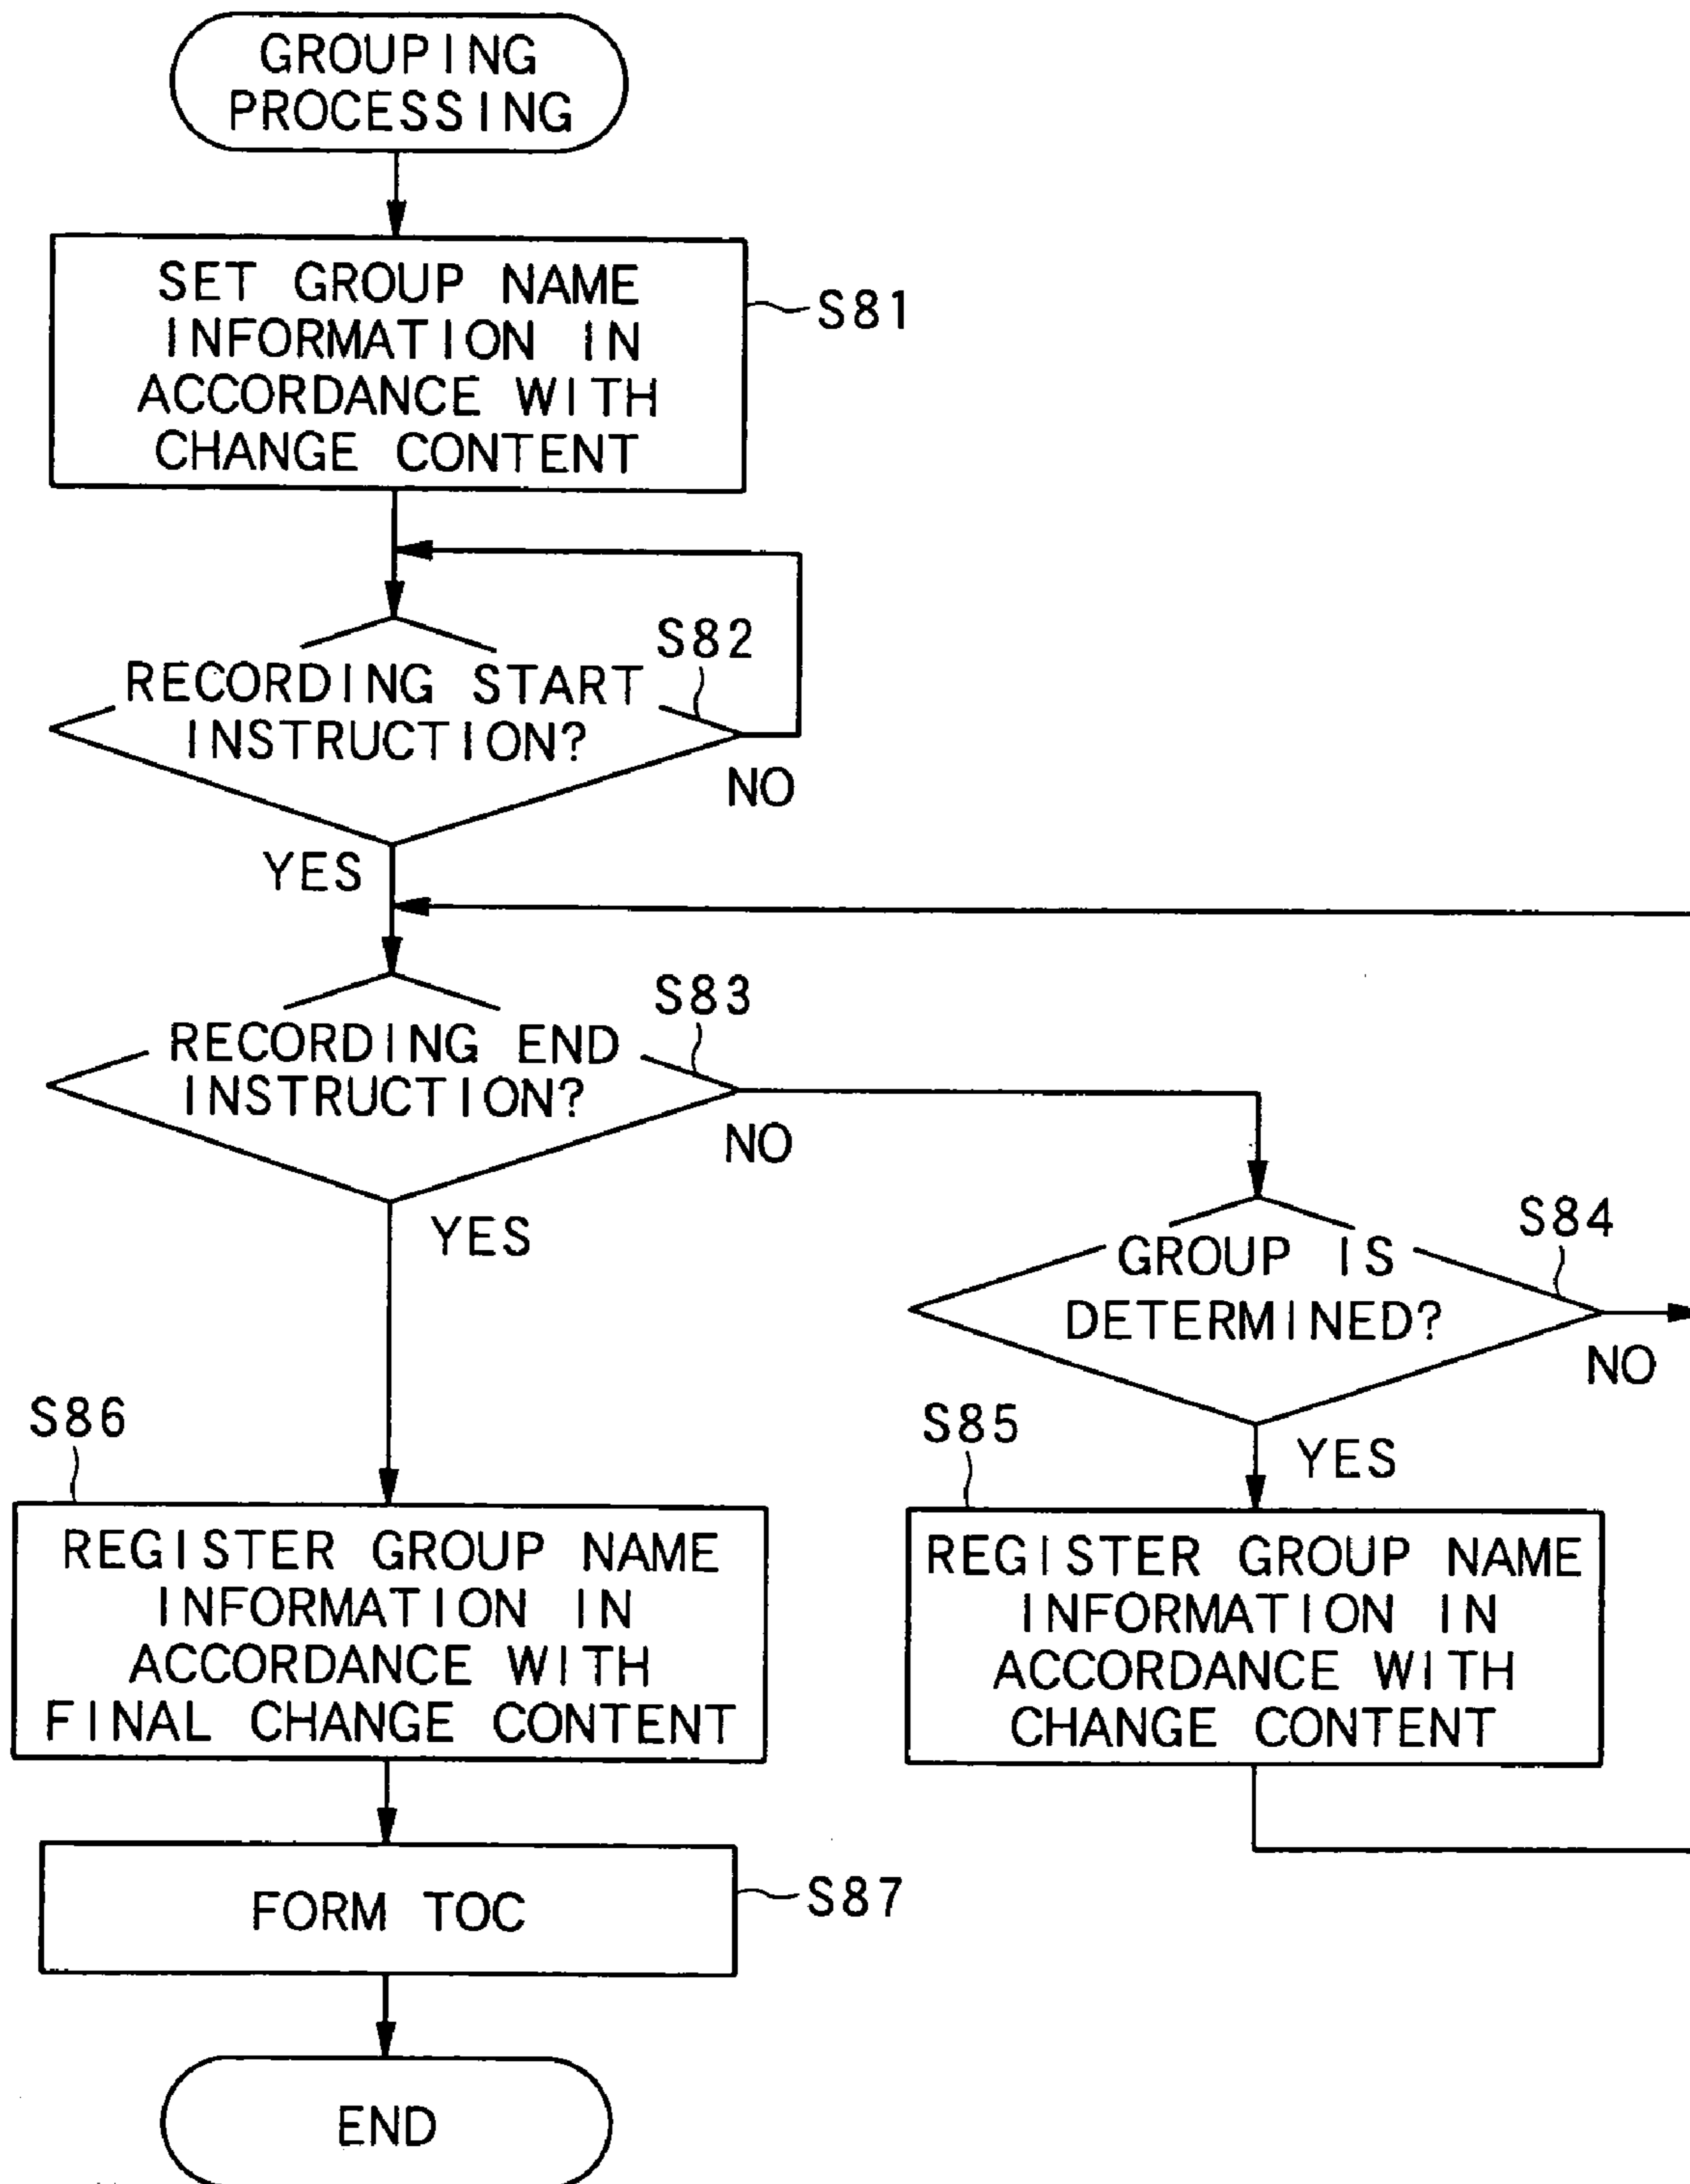 GROUPING
PROCESSING
SET GROUP NAME
INFORMATION IN
ACCORDANCE WITH
CHANGE CONTENT
S81
S82
RECORDING START
INSTRUCTION?
NO
YES
S83
RECORDING END
INSTRUCTION?
NO
YES
S84
GROUP IS
DETERMINED?
NO
YES
S85
REGISTER GROUP NAME
INFORMATION IN
ACCORDANCE WITH
CHANGE CONTENT
S86
REGISTER GROUP NAME
INFORMATION IN
ACCORDANCE WITH
FINAL CHANGE CONTENT
FORM TOC
S87
END